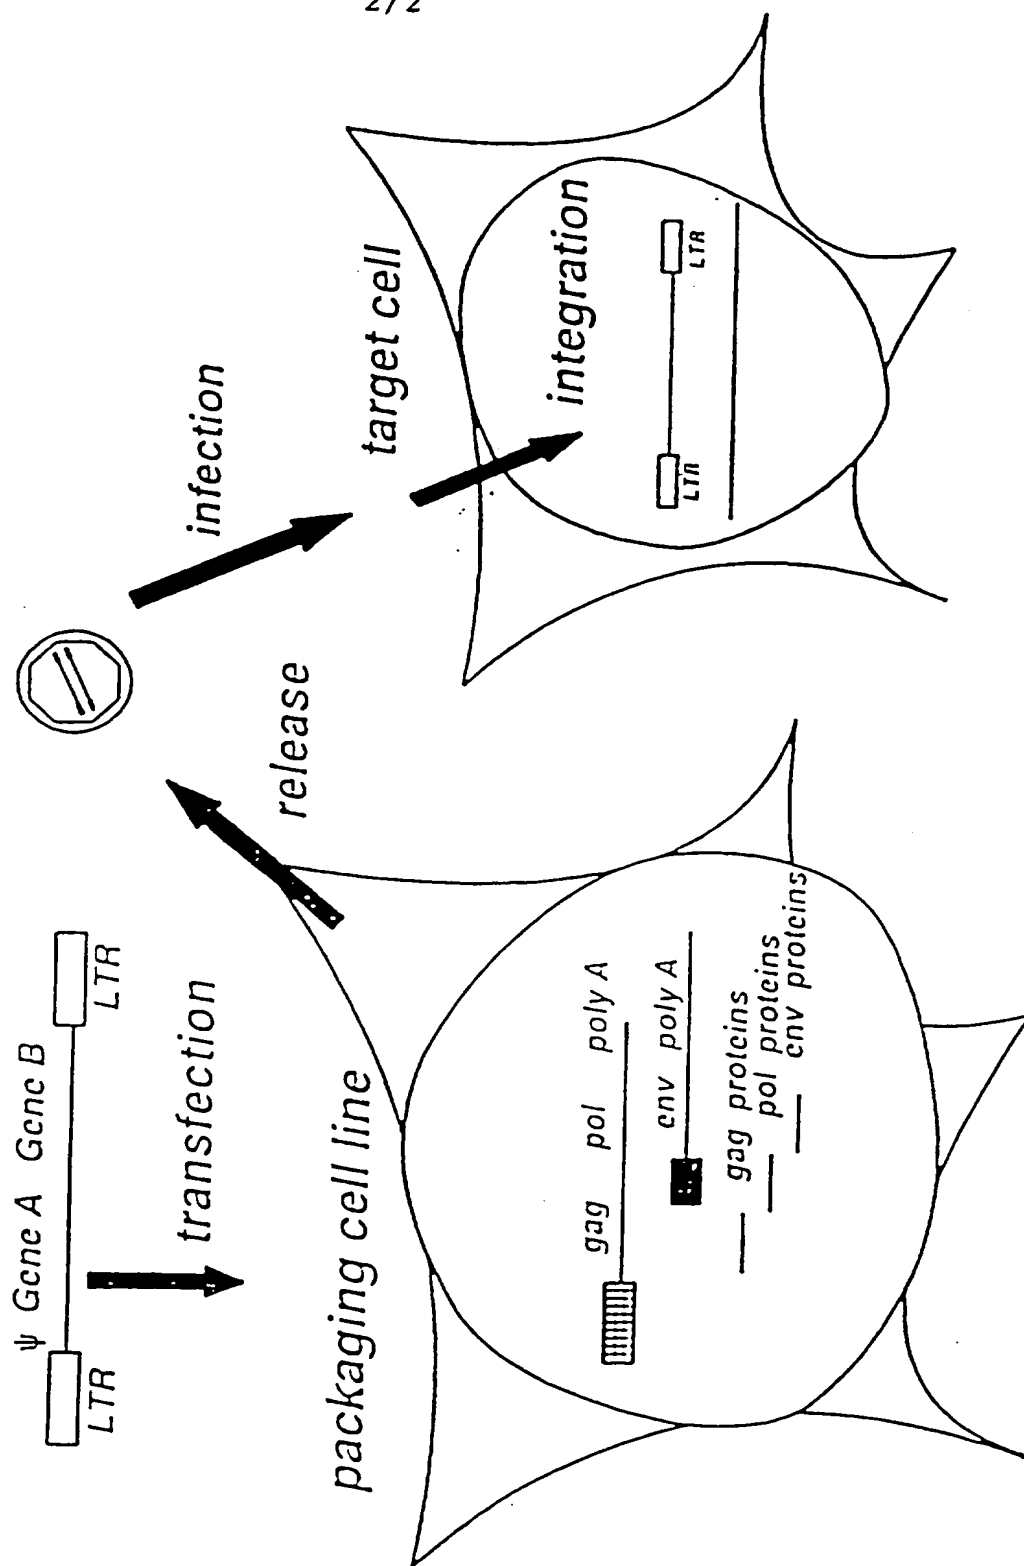 2/2
ψ Gene A Gene B
LTR
LTR
transfection
packaging cell line
release
infection
target cell
integration
LTR
LTR
gag pol poly A
env poly A
gag proteins
pol proteins
env proteins